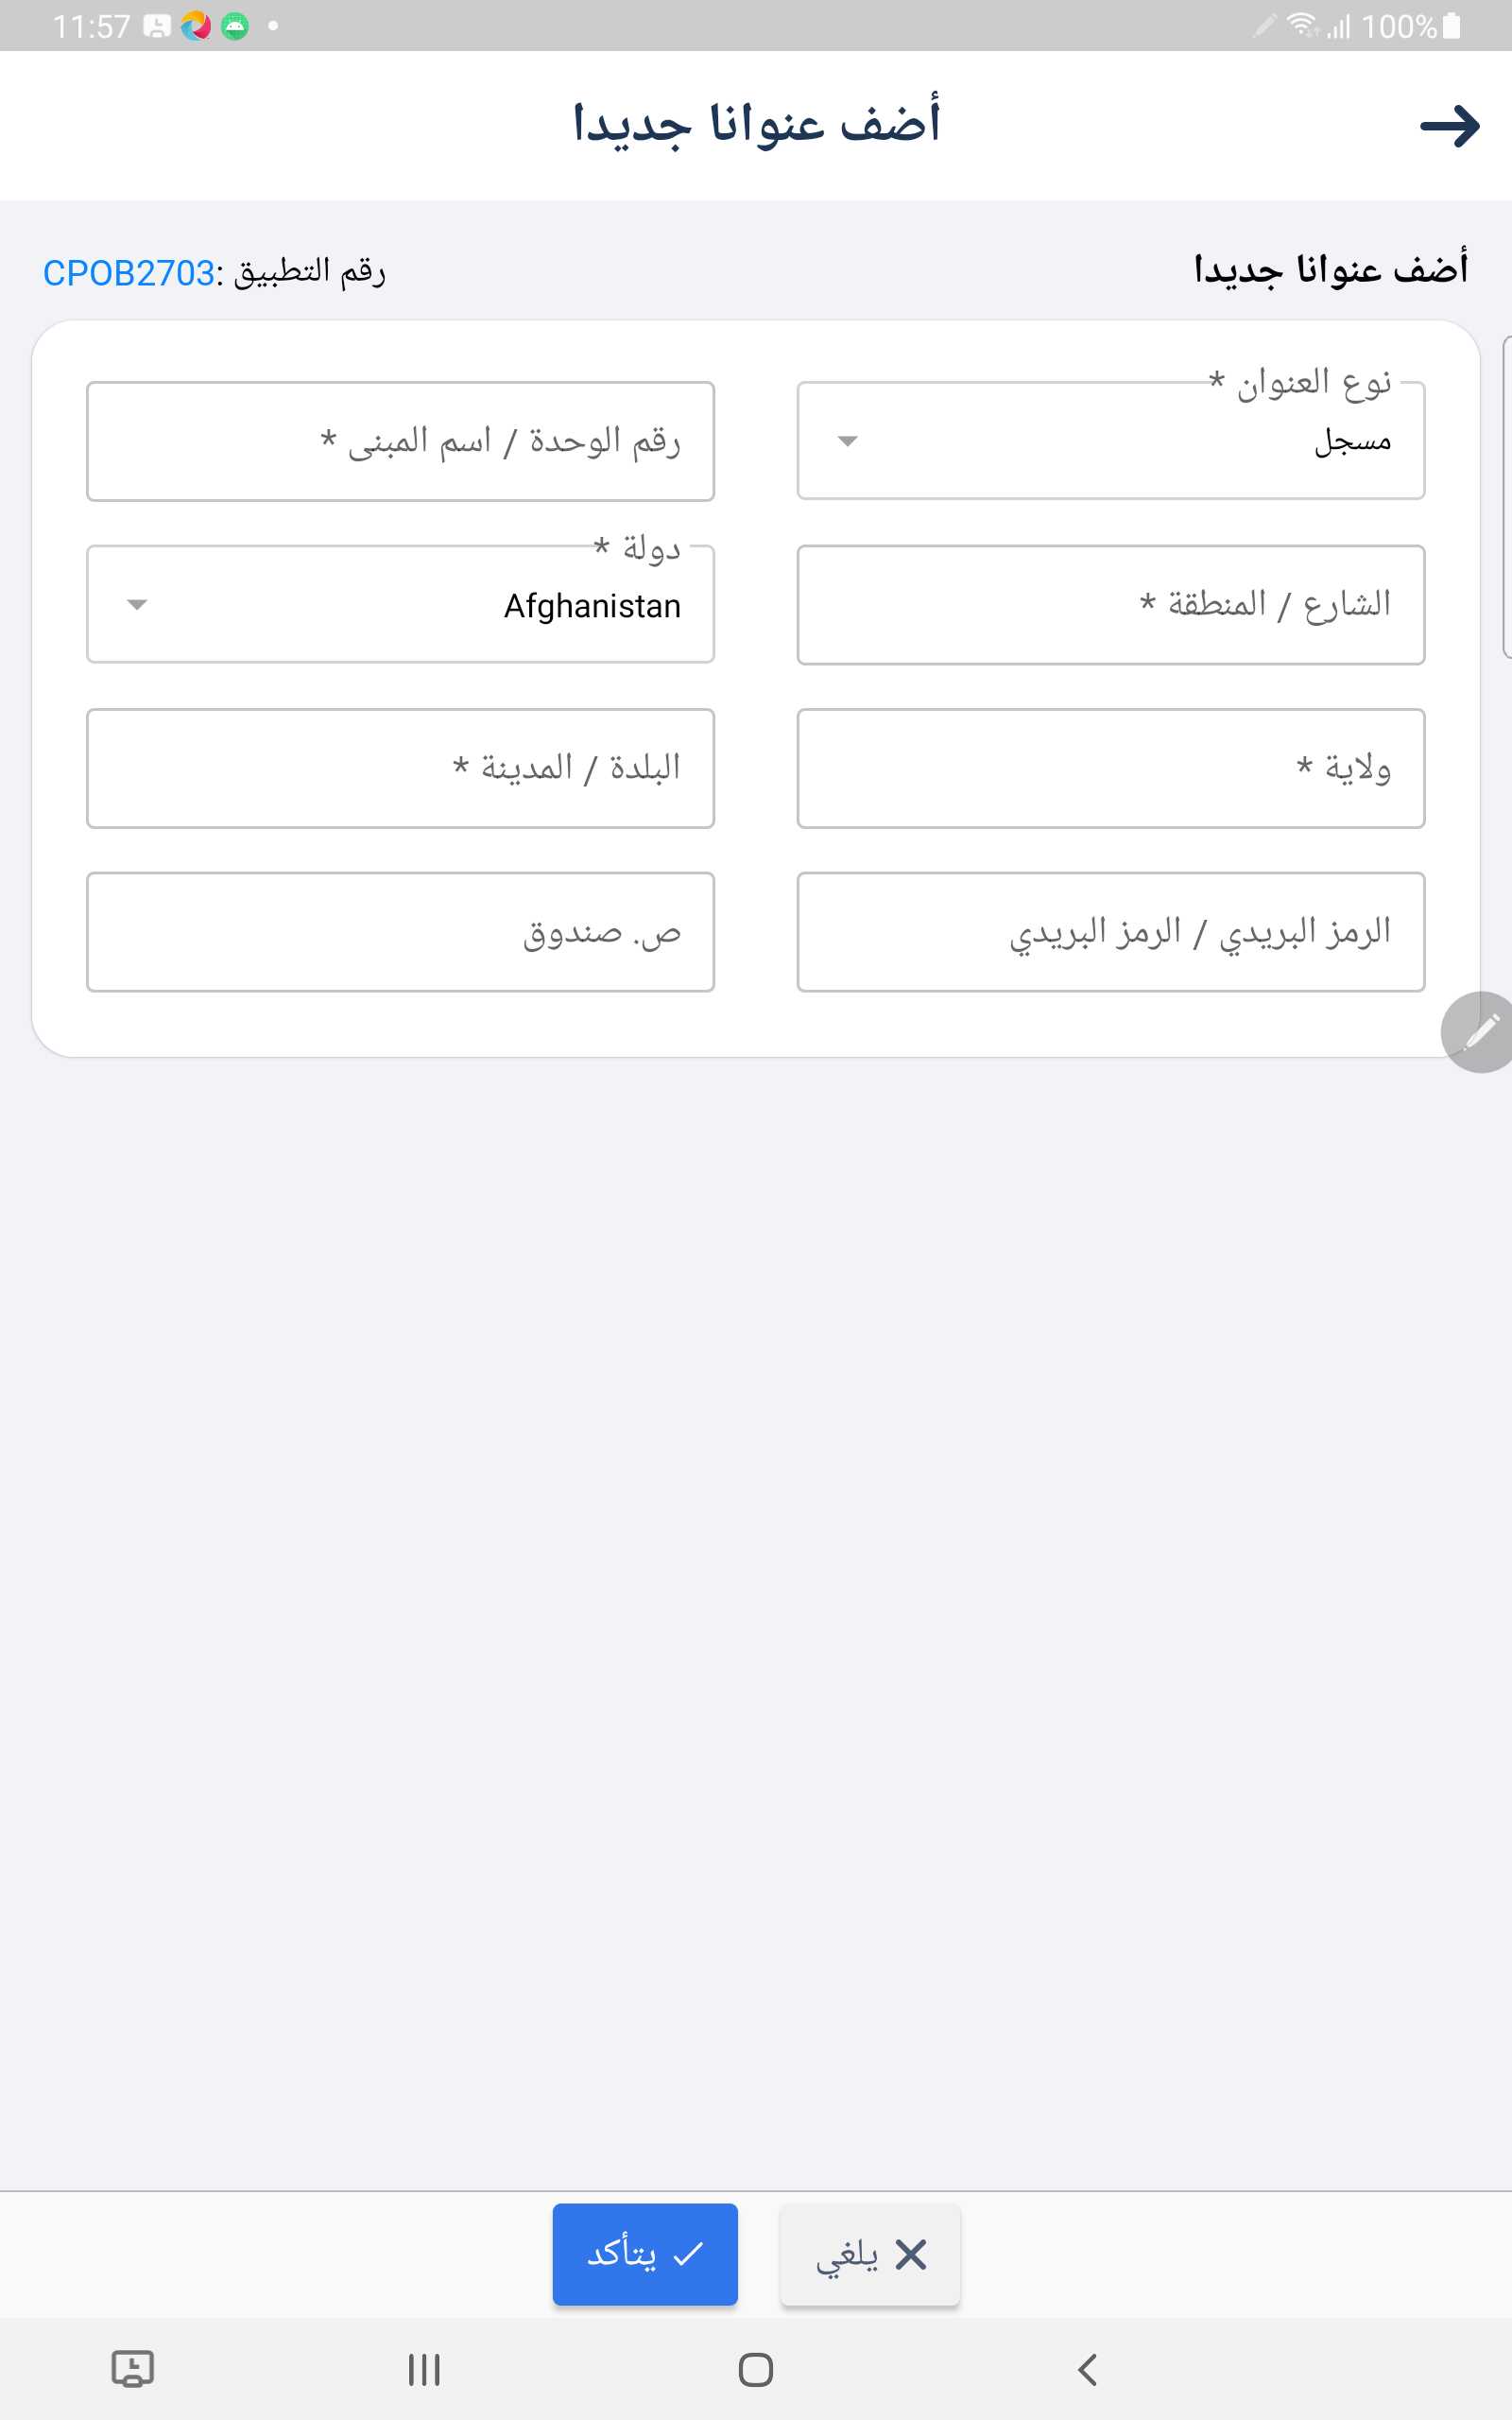 11:57
100%
أضف عنوانا جديدا
أضف عنوانا جديدا
رقم التطبيق :CPOB2703
نوع العنوان *
مسجل
رقم الوحدة / اسم المبنى *
الشارع / المنطقة *
دولة *
Afghanistan
ولاية *
البلدة / المدينة *
الرمز البريدي / الرمز البريدي
ص. صندوق
يلغي
يتأكد